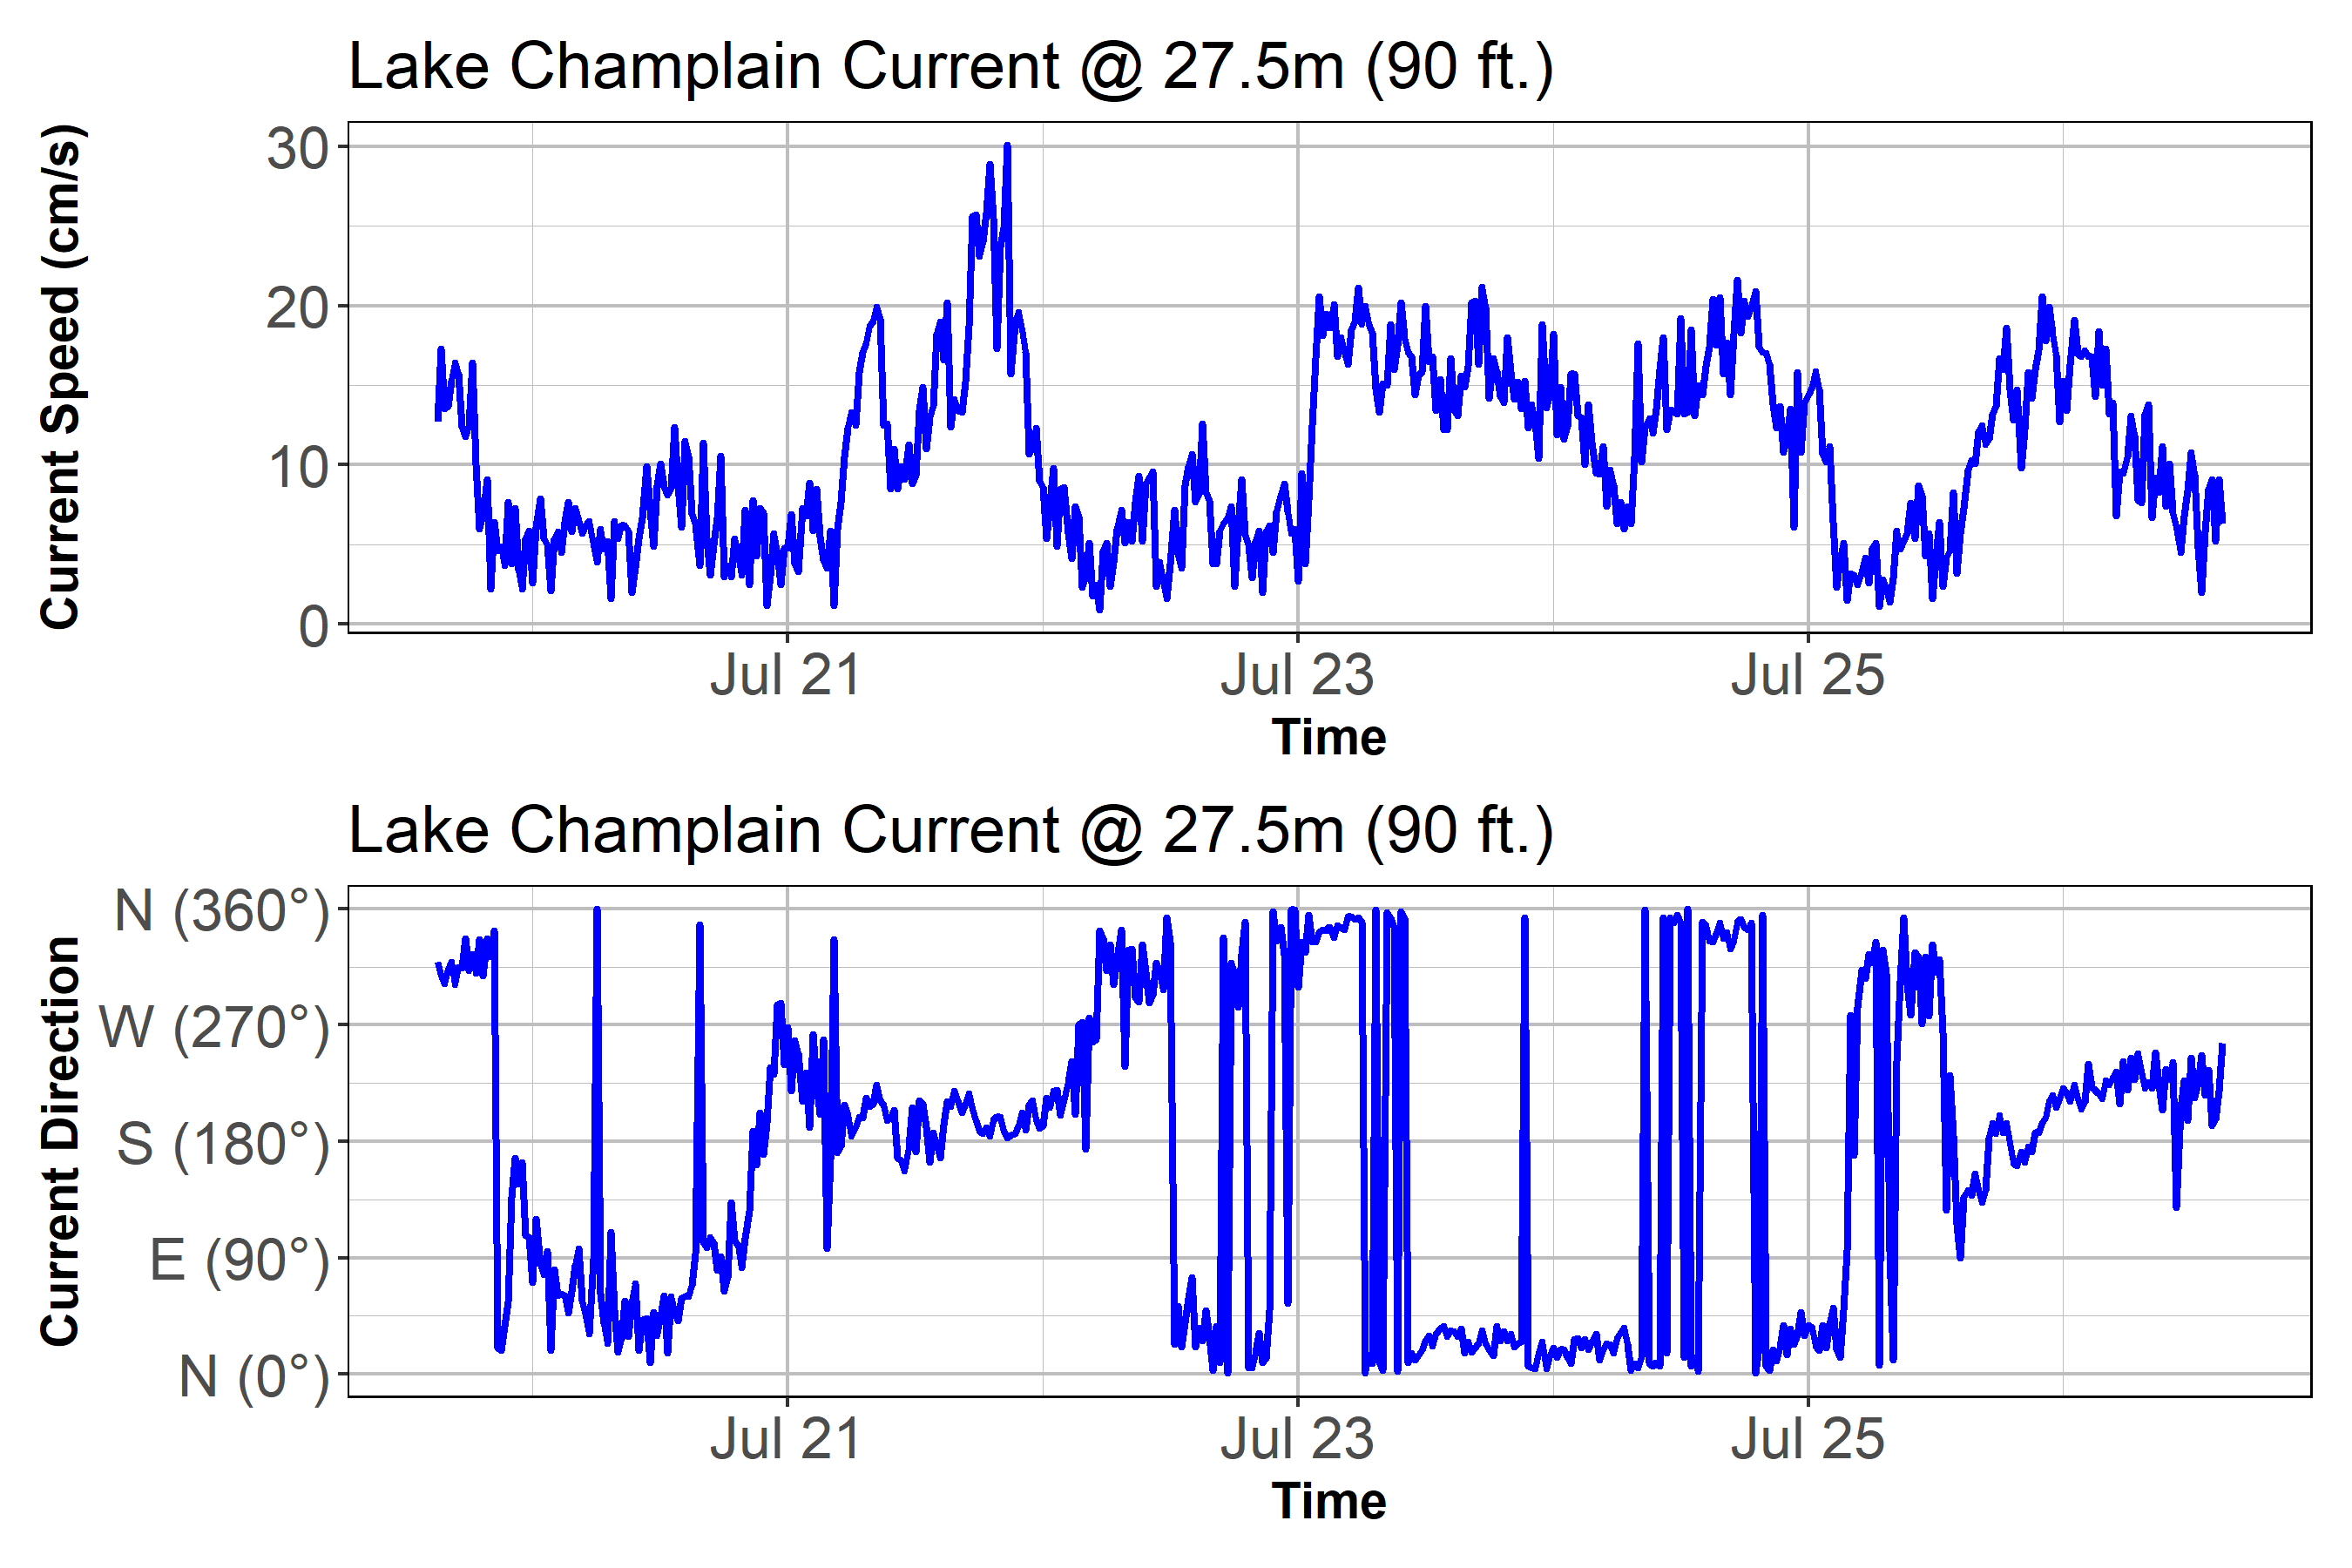 Lake Champlain Current @ 27.5m (90 ft.)
Current Speed (cm/s)
30
20
10
0
Jul 21 Jul 23 Jul 25
Time
Lake Champlain Current @ 27.5m (90 ft.)
Current Direction
N (360°)
W (270°)
S (180°)
E (90°)
N (0°)
Jul 21 Jul 23 Jul 25
Time